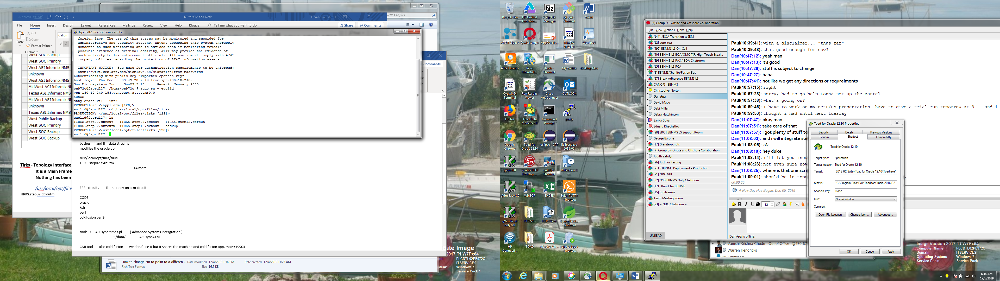 netP-CM files
AutoSave Off
KT for CM and NetP
EDWARDS, PAUL L
File Home Insert Design Layout References Mailings Review View Help tSpace Tell me what you want to do
Share Comments
Paste
Cut
Copy
Format Painter
Clipboard
Calibri
B I
West SOC Backup
West SOC Primary
West ASI Informix NMS
unknown
MidWest ASI Informix NM
Texas ASI Informix NMS
MidWest ASI Informix NM
unknown
Texas ASI Informix NMS
West Public Backup
West SOC Primary
West SOC Backup
West SOC Backup
Tirks - Topology Interface
It is a Main Frame
Nothing has been
/usr/local/opt/files
TIRKS.step02.cxroutm
fspcmdb1.ffdc.sbc.com - PuTTY
foreign laws. The use of this system may be monitored and recorded for
administrative and security reasons. Anyone accessing this system expressly
consents to such monitoring and is advised that if monitoring reveals
possible evidence of criminal activity, AT&T may provide the evidence of
such activity to law enforcement officials. All users must comply with AT&T
company policies regarding the protection of AT&T information assets.
IMPORTANT NOTICE:  See here for authentication requirements to be enforced:
http://wiki.web.att.com/display/USH/Migration+from+passwords
Authenticating with public key "imported-openssh-key"
Last login: Thu Dec  5 03:43:28 2019 from vpn-130-10-240-
Sun Microsystems Inc.   SunOS 5.10      Generic January 2005
pe972c@fsprd127: /home/pe972c $ sudo su - euclid
vpn-130-10-240-153.vpn.sest.att.com:0.0
SunOS
stty erase kill  intr
PRODUCTION: </appl_atm [128]>
euclid@fsprd127: cd /usr/local/opt/files/tirks
PRODUCTION: </usr/local/opt/files/tirks [129]>
euclid@fsprd127: ls
TIRKS.step02.cxrout   TIRKS.step04.eqpout   TIRKS.step12.cprout
TIRKS.step02.cxroutm  TIRKS.step10.cktout   backup
PRODUCTION: </usr/local/opt/files/tirks [130]>
euclid@fsprd127:
Comments
bashes I and II data streams
modifies the oracle db.
/usr/local/opt/files/tirks
TIRKS.step02.cxroutm
+4 more
FREL circuits -- frame relay on atm cirucit
CODE:
oracle
ksh
perl
coldfusion ver 9
tools -> ASI-sync-times.pl ( Advanced Systems Intergration )
~/data/ ASI-syncATM
CMI tool - also cold fusion we dont' use it but it shares the machine and cold fusion app. mots=19904
How to change cm to point to a differen ... Date modified: 12/4/2019 1:56 PM Date created: 12/4/2019 11:23 AM
Rich Text Format Size: 16.7 KB
ate Image
2017.T1.W7Px64
me: FLCDTL02PE972C
ITSERVICES
stem: Windows 7
Service Pack 1
Recycle Bin
HP Unified Function...
7-Zip File Manager
git-gui - Shortcut
Word
AT&T tSpace
Q Messenger
AppDetails...
MinGW Installer
Wordpad
AT&T Insider
Revo Uninstall...
bash - Shortcut
My WebEx
desktop files
Cygwin64 Terminal
Run Results Viewer
Cisco AnyConnect
OUTLOOK
Firefox
Toad Data Modeler 6.1
Command Prompt
putty
Google Chrome
Toad for Oracle 12.10
eclipse - CPP
Eclipse Java 2018-09
gVim 8.0
Veritas DLO Desktop ...
eulr (1) - Shortcut
Reflection X
gVim Easy 8.0
WinSCP
EXCEL
Solar-PuTTY - Shortcut
gVim Read only 8.0
PE972C
FTP Client
SpringTool... - Shortcut
HP Connecti...
TOAD
git-cheatsh...
sqldeveloper - Shortcut
[7] Group D - Onsite and Offshore Collaboration
File View Actions Links Help
[144] #BOA Transition to IBM
[12] auto-test
[496] BBNMS LS On-Call
[40] BBNMS-LS BOA/OMC TIF, High Touch Escal...
[39] BBNMS-LS PAS / BOA Chatroom
[15] BBNMS-LS RCA
[3] BBNMS/Granite/Fusion Bus
[27] Break Adherence_BBNMS LS
CANOPI BBNMS
Christopher Norton
Dan Apa
David Mayo
Debi Miller
Debra Hutchinson
Earika Goyal
Eduard Khachetlov
[28] ERC | BBNMS LS Support Room
George Barone
[17] Granite-scripts
[7] Group D - Onsite and Offshore Collaboration
Judith Zabdyr
[96] Just For Testing
[2] LS BBNMS Deployment - Production
[21] NDC GUI
[32] OSD BBNMS Only Chatroom
[171] RunIT for BBNMS
[15] runit-errors
Team Meeting Room
[93] ~ NDC Chatroom ~
UNREAD
Paul(10:39:41): with a disclaimer... "thus far"
Paul(10:39:48): that good enough for now?
Dan(10:47:12): yeah man
Dan(10:47:13): it's good
Dan(10:47:26): stuff is subject to change
Dan(10:47:27): haha
Dan(10:47:41): not like we get any directions or requreiments
Paul(10:57:15): right
Paul(10:57:28): sorry, had to go help Donna set up the Mantel
Paul(10:57:38): what's going on?
Paul(10:59:46): I have to work on my netP/CM presentation. have to give a trial run tomorrow at 9... and i
Paul(10:59:53): thought i had until next tuesday
Dan(11:07:47): okay man
Dan(11:07:51): take care of that
Dan(11:07:57): i got plenty of stuff to
Dan(11:08:03): and i will integrate so
Paul(11:08:05): ok
Dan(11:08:10): hey duke
Paul(11:08:14): i'll let you know
Paul(11:08:23): not even sure how
Dan(11:08:25): where is that one scri
Paul(11:09:01): should be in topo
00:00:20 -
A New Day Has Begun: Dec 05, 2019
B I U 13
Dan Apa is offline.
Toad for Oracle 12.10 Properties
Security Details Previous Versions
General Shortcut Compatibility
Toad for Oracle 12.10
Target type: Application
Target location: Toad for Oracle 12.10
Target: 2016 R2 Suite\Toad for Oracle 12.10\Toad.exe"
Start in: "C:\Program Files\Dell\Toad for Oracle 2016 R2 S
Shortcut key: None
Run: Normal window
Comment:
Open File Location Change Icon... Advanced...
OK Cancel Apply
Vamshi Krishna Chede - Out of Office- @470-87
Warren Hendricks
ML Chatroom
Image Version 2017.T1.W7Px64
Computer Name: FLCDTL02PE972C
Domain: ITSERVICES
Operating System: Windows 7
Service Pack: Service Pack 1
6:44 AM
12/5/2019